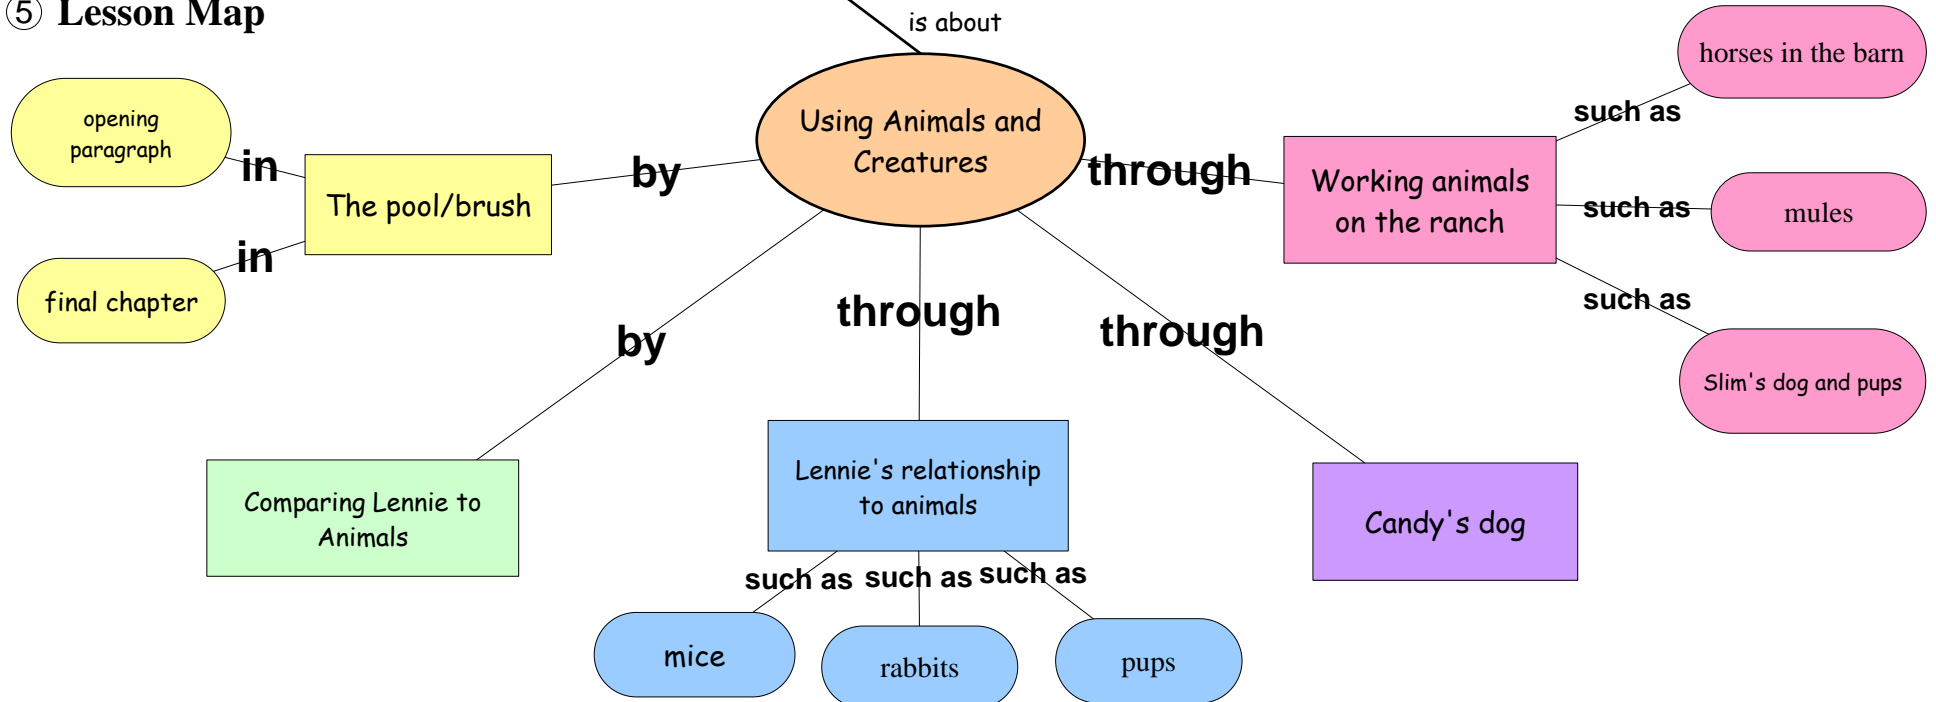 ⑤ Lesson Map
is about
Using Animals and
Creatures
by
The pool/brush
in
opening
paragraph
in
final chapter
by
Comparing Lennie to
Animals
through
Lennie's relationship
to animals
such as
mice
such as
rabbits
such as
pups
through
Candy's dog
through
Working animals
on the ranch
such as
horses in the barn
such as
mules
such as
Slim's dog and pups